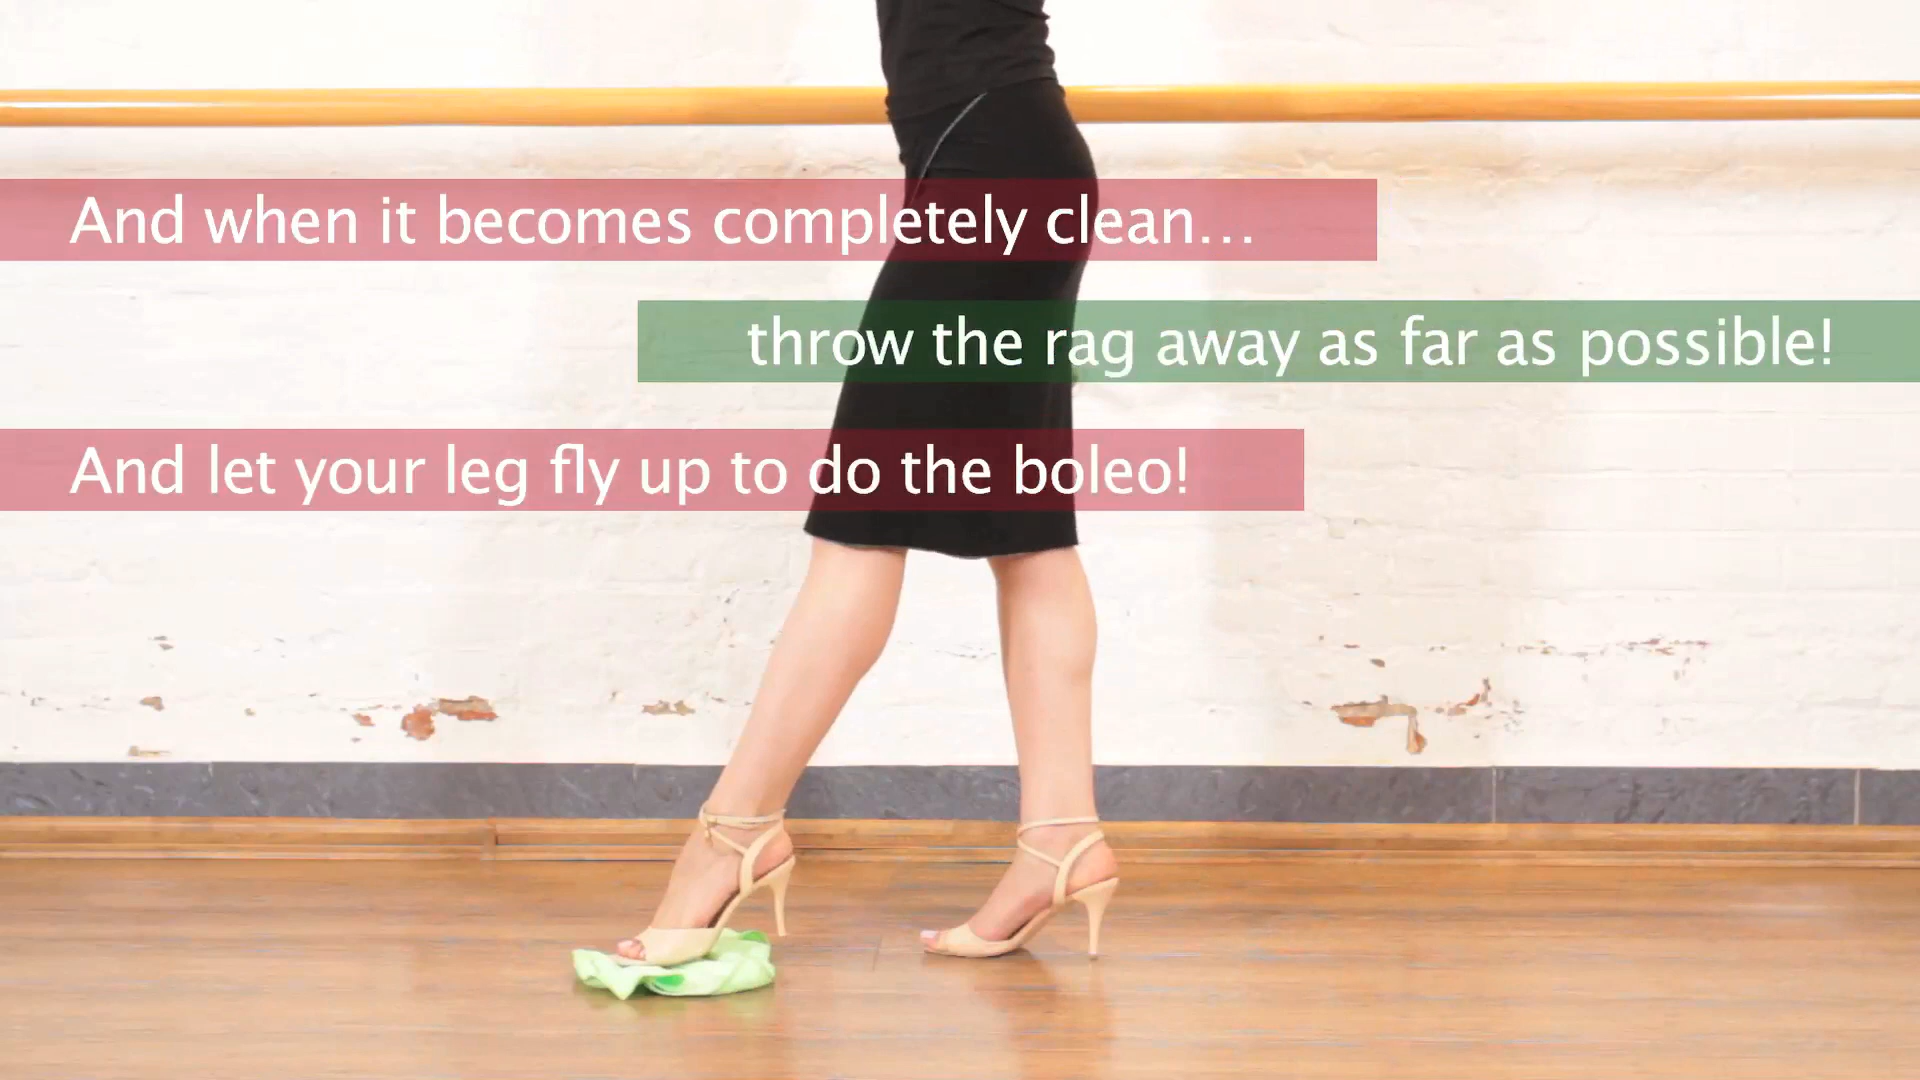 And when it becomes completely clean…
throw the rag away as far as possible!
And let your leg fly up to do the boleo!